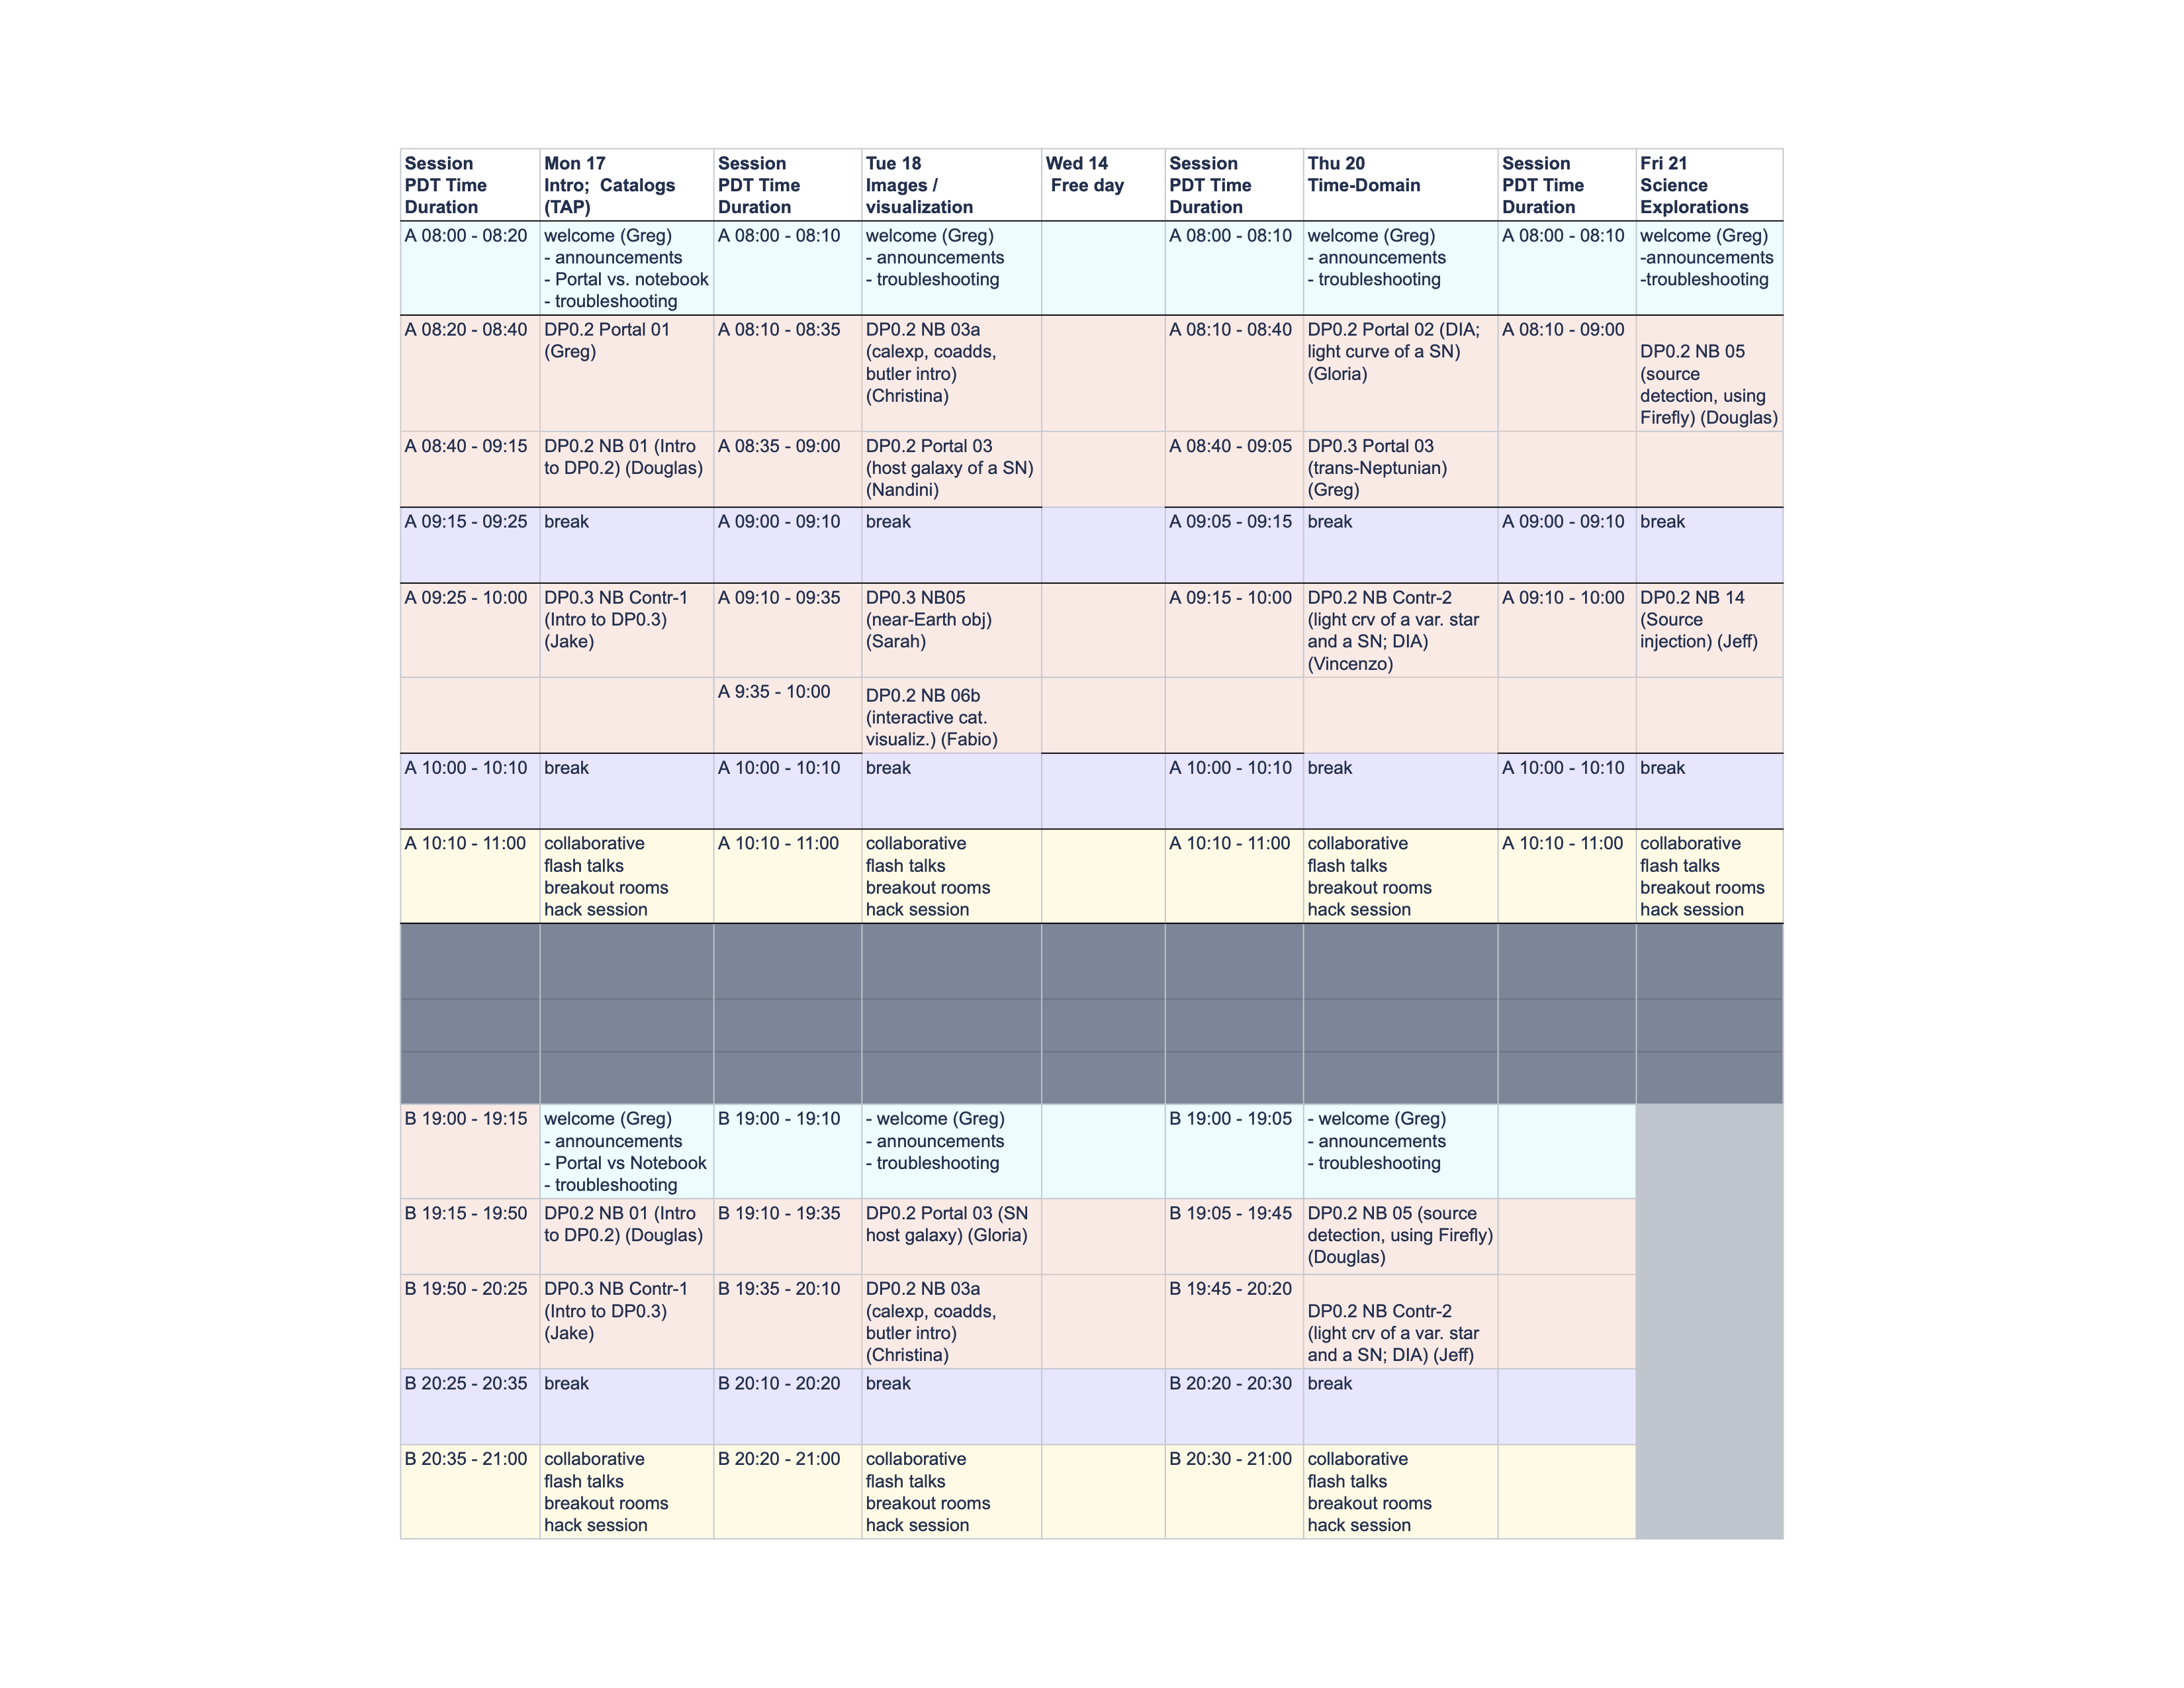 Session PDT Time Duration
Mon 17 Intro;  Catalogs (TAP)
Session PDT Time Duration
Tue 18 Images / visualization
Wed 14 Free day
Session PDT Time Duration
Thu 20 Time-Domain
Session PDT Time Duration
Fri 21 Science Explorations
A 08:00 - 08:20
welcome (Greg)
- announcements
- Portal vs. notebook
- troubleshooting
A 08:00 - 08:10
welcome (Greg)
- announcements
- troubleshooting
A 08:00 - 08:10
welcome (Greg)
- announcements
- troubleshooting
A 08:00 - 08:10
welcome (Greg)
-announcements
-troubleshooting
A 08:20 - 08:40
DP0.2 Portal 01
(Greg)
A 08:10 - 08:35
DP0.2 NB 03a
(calexp, coadds,
butler intro)
(Christina)
A 08:10 - 08:40
DP0.2 Portal 02 (DIA;
light curve of a SN)
(Gloria)
A 08:10 - 09:00
DP0.2 NB 05
(source
detection, using
Firefly) (Douglas)
A 08:40 - 09:15
DP0.2 NB 01 (Intro
to DP0.2) (Douglas)
A 08:35 - 09:00
DP0.2 Portal 03
(host galaxy of a SN)
(Nandini)
A 08:40 - 09:05
DP0.3 Portal 03
(trans-Neptunian)
(Greg)
A 09:15 - 09:25
break
A 09:00 - 09:10
break
A 09:05 - 09:15
break
A 09:00 - 09:10
break
A 09:25 - 10:00
DP0.3 NB Contr-1
(Intro to DP0.3)
(Jake)
A 09:10 - 09:35
DP0.3 NB05
(near-Earth obj)
(Sarah)
A 09:15 - 10:00
DP0.2 NB Contr-2
(light crv of a var. star
and a SN; DIA)
(Vincenzo)
A 09:10 - 10:00
DP0.2 NB 14
(Source
injection) (Jeff)
A 9:35 - 10:00
DP0.2 NB 06b
(interactive cat.
visualiz.) (Fabio)
A 10:00 - 10:10
break
A 10:00 - 10:10
break
A 10:00 - 10:10
break
A 10:00 - 10:10
break
A 10:10 - 11:00
collaborative
flash talks
breakout rooms
hack session
A 10:10 - 11:00
collaborative
flash talks
breakout rooms
hack session
A 10:10 - 11:00
collaborative
flash talks
breakout rooms
hack session
A 10:10 - 11:00
collaborative
flash talks
breakout rooms
hack session
B 19:00 - 19:15
welcome (Greg)
- announcements
- Portal vs Notebook
- troubleshooting
B 19:00 - 19:10
- welcome (Greg)
- announcements
- troubleshooting
B 19:00 - 19:05
- welcome (Greg)
- announcements
- troubleshooting
B 19:15 - 19:50
DP0.2 NB 01 (Intro
to DP0.2) (Douglas)
B 19:10 - 19:35
DP0.2 Portal 03 (SN
host galaxy) (Gloria)
B 19:05 - 19:45
DP0.2 NB 05 (source
detection, using Firefly)
(Douglas)
B 19:50 - 20:25
DP0.3 NB Contr-1
(Intro to DP0.3)
(Jake)
B 19:35 - 20:10
DP0.2 NB 03a
(calexp, coadds,
butler intro)
(Christina)
B 19:45 - 20:20
DP0.2 NB Contr-2
(light crv of a var. star
and a SN; DIA) (Jeff)
B 20:25 - 20:35
break
B 20:10 - 20:20
break
B 20:20 - 20:30
break
B 20:35 - 21:00
collaborative
flash talks
breakout rooms
hack session
B 20:20 - 21:00
collaborative
flash talks
breakout rooms
hack session
B 20:30 - 21:00
collaborative
flash talks
breakout rooms
hack session